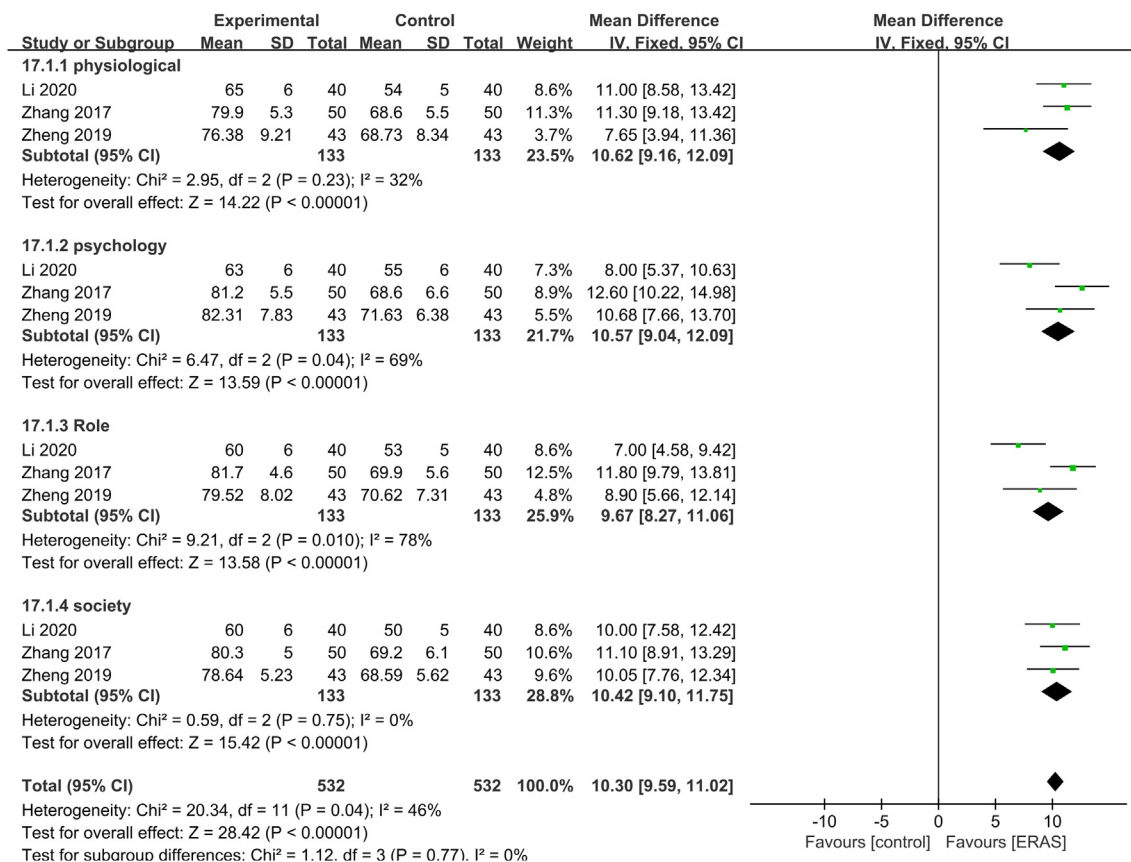 Experimental Control Mean Difference Mean Difference
Study or Subgroup Mean SD Total Mean SD Total Weight IV, Fixed, 95% CI IV, Fixed, 95% CI
17.1.1 physiological
Li 2020 65 6 40 54 5 40 8.6% 11.00 [8.58, 13.42]
Zhang 2017 79.9 5.3 50 68.6 5.5 50 11.3% 11.30 [9.18, 13.42]
Zheng 2019 76.38 9.21 43 68.73 8.34 43 3.7% 7.65 [3.94, 11.36]
Subtotal (95% CI) 133 133 23.5% 10.62 [9.16, 12.09]
Heterogeneity: Chi² = 2.95, df = 2 (P = 0.23); I² = 32%
Test for overall effect: Z = 14.22 (P < 0.00001)
17.1.2 psychology
Li 2020 63 6 40 55 6 40 7.3% 8.00 [5.37, 10.63]
Zhang 2017 81.2 5.5 50 68.6 6.6 50 8.9% 12.60 [10.22, 14.98]
Zheng 2019 82.31 7.83 43 71.63 6.38 43 5.5% 10.68 [7.66, 13.70]
Subtotal (95% CI) 133 133 21.7% 10.57 [9.04, 12.09]
Heterogeneity: Chi² = 6.47, df = 2 (P = 0.04); I² = 69%
Test for overall effect: Z = 13.59 (P < 0.00001)
17.1.3 Role
Li 2020 60 6 40 53 5 40 8.6% 7.00 [4.58, 9.42]
Zhang 2017 81.7 4.6 50 69.9 5.6 50 12.5% 11.80 [9.79, 13.81]
Zheng 2019 79.52 8.02 43 70.62 7.31 43 4.8% 8.90 [5.66, 12.14]
Subtotal (95% CI) 133 133 25.9% 9.67 [8.27, 11.06]
Heterogeneity: Chi² = 9.21, df = 2 (P = 0.010); I² = 78%
Test for overall effect: Z = 13.58 (P < 0.00001)
17.1.4 society
Li 2020 60 6 40 50 5 40 8.6% 10.00 [7.58, 12.42]
Zhang 2017 80.3 5 50 69.2 6.1 50 10.6% 11.10 [8.91, 13.29]
Zheng 2019 78.64 5.23 43 68.59 5.62 43 9.6% 10.05 [7.76, 12.34]
Subtotal (95% CI) 133 133 28.8% 10.42 [9.10, 11.75]
Heterogeneity: Chi² = 0.59, df = 2 (P = 0.75); I² = 0%
Test for overall effect: Z = 15.42 (P < 0.00001)
Total (95% CI) 532 532 100.0% 10.30 [9.59, 11.02]
Heterogeneity: Chi² = 20.34, df = 11 (P = 0.04); I² = 46%
Test for overall effect: Z = 28.42 (P < 0.00001)
Test for subgroup differences: Chi² = 1.12, df = 3 (P = 0.77), I² = 0%
-10 -5 0 5 10
Favours [control] Favours [ERAS]